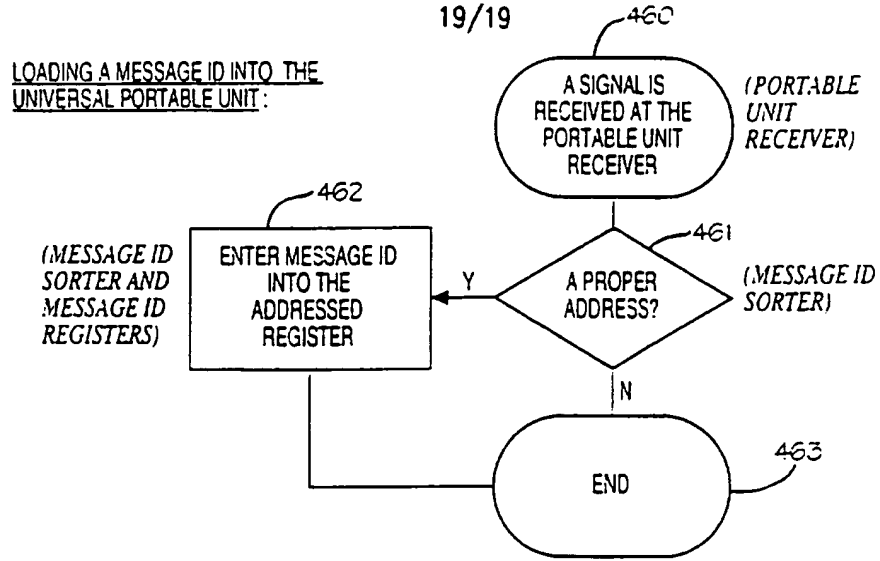 19/19
LOADING A MESSAGE ID INTO THE
UNIVERSAL PORTABLE UNIT:
460
A SIGNAL IS
RECEIVED AT THE
PORTABLE UNIT
RECEIVER
(PORTABLE
UNIT
RECEIVER)
462
461
(MESSAGE ID
SORTER AND
MESSAGE ID
REGISTERS)
ENTER MESSAGE ID
INTO THE
ADDRESSED
REGISTER
Y
A PROPER
ADDRESS?
(MESSAGE ID
SORTER)
N
END
463